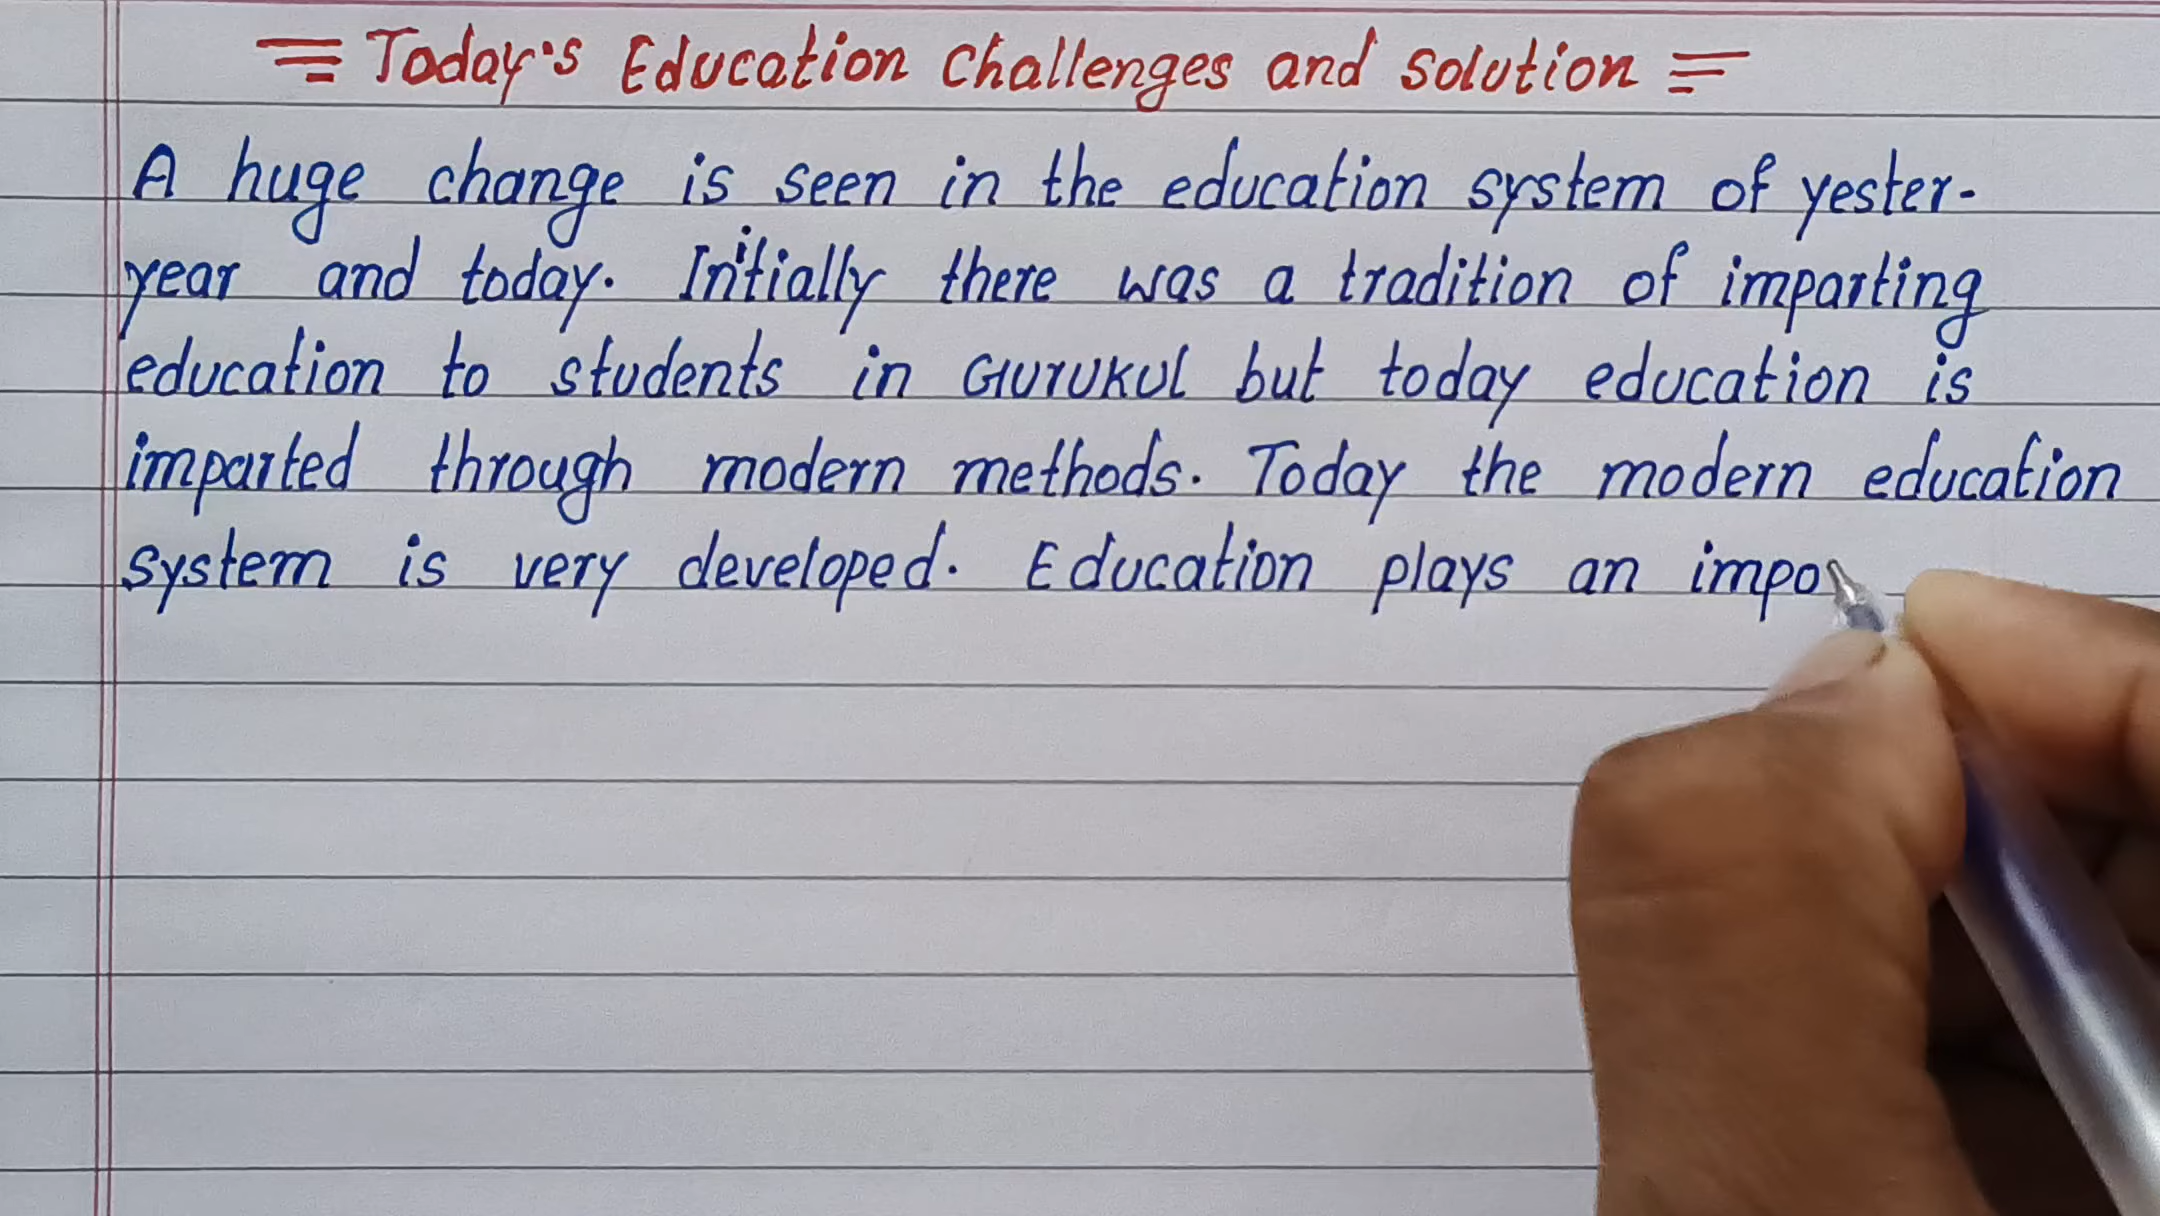 Today's Education Challenges and Solution
A huge change is seen in the education system of yester-
year and today. Initially there was a tradition of imparting
education to students in Gurukul but today education is
imparted through modern methods. Today the modern education
system is very developed. Education plays an impo